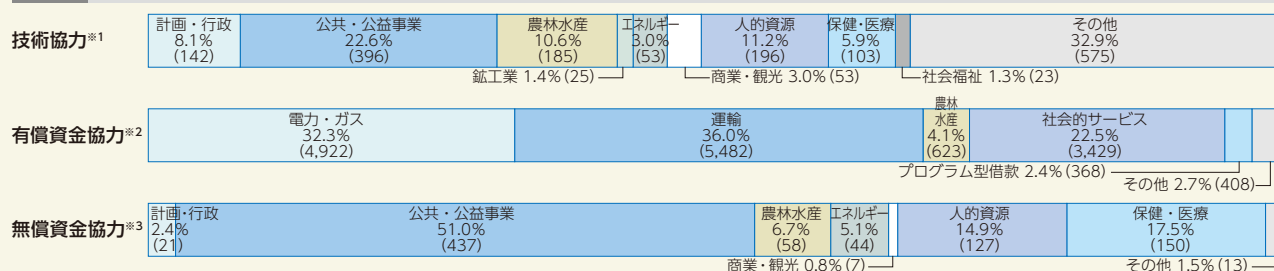 技術協力※1
計画・行政
8.1%
(142)
公共・公益事業
22.6%
(396)
農林水産
10.6%
(185)
エネルギー
3.0%
(53)
人的資源
11.2%
(196)
保健・医療
5.9%
(103)
その他
32.9%
(575)
鉱工業 1.4%(25)
商業・観光 3.0%(53)
社会福祉 1.3%(23)
有償資金協力※2
電力・ガス
32.3%
(4,922)
運輸
36.0%
(5,482)
農林
水産
4.1%
(623)
社会的サービス
22.5%
(3,429)
プログラム型借款 2.4%(368)
その他 2.7%(408)
無償資金協力※3
計画・行政
2.4%
(21)
公共・公益事業
51.0%
(437)
農林水産
6.7%
(58)
エネルギー
5.1%
(44)
人的資源
14.9%
(127)
保健・医療
17.5%
(150)
商業・観光 0.8%(7)
その他 1.5%(13)